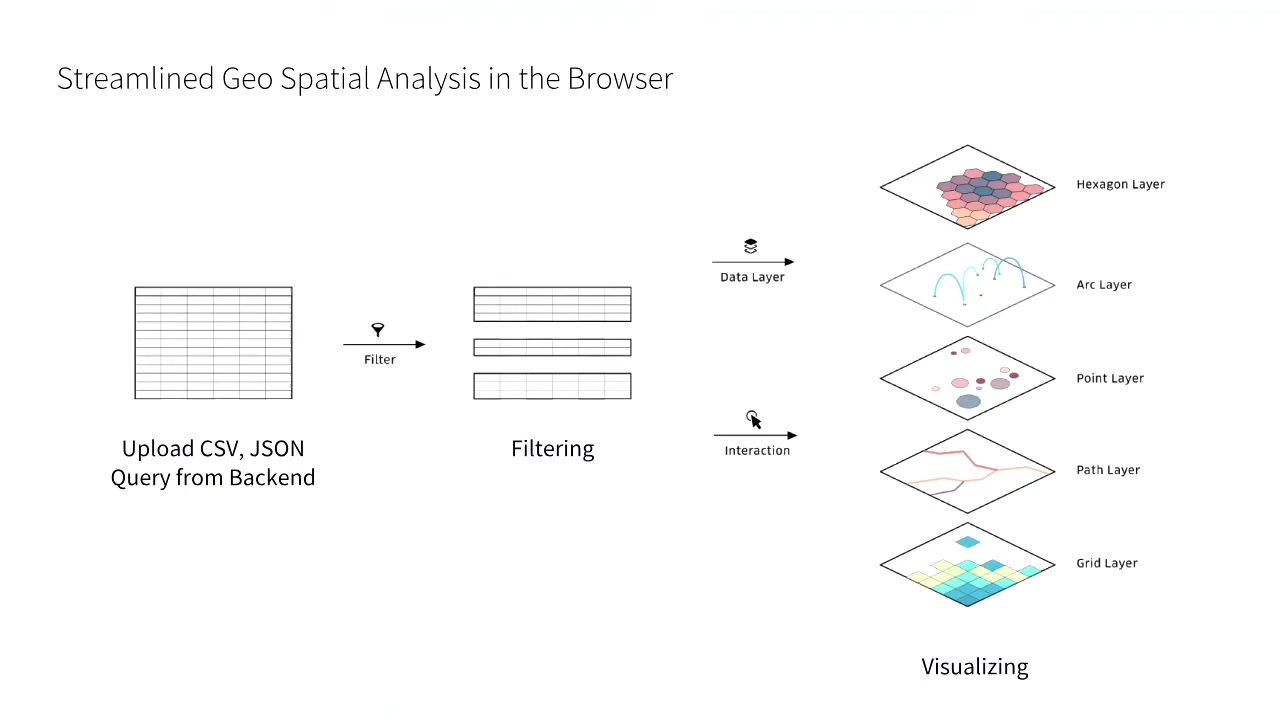 Streamlined Geo Spatial Analysis in the Browser
Upload CSV, JSON
Query from Backend
Filter
Filtering
Data Layer
Interaction
Hexagon Layer
Arc Layer
Point Layer
Path Layer
Grid Layer
Visualizing